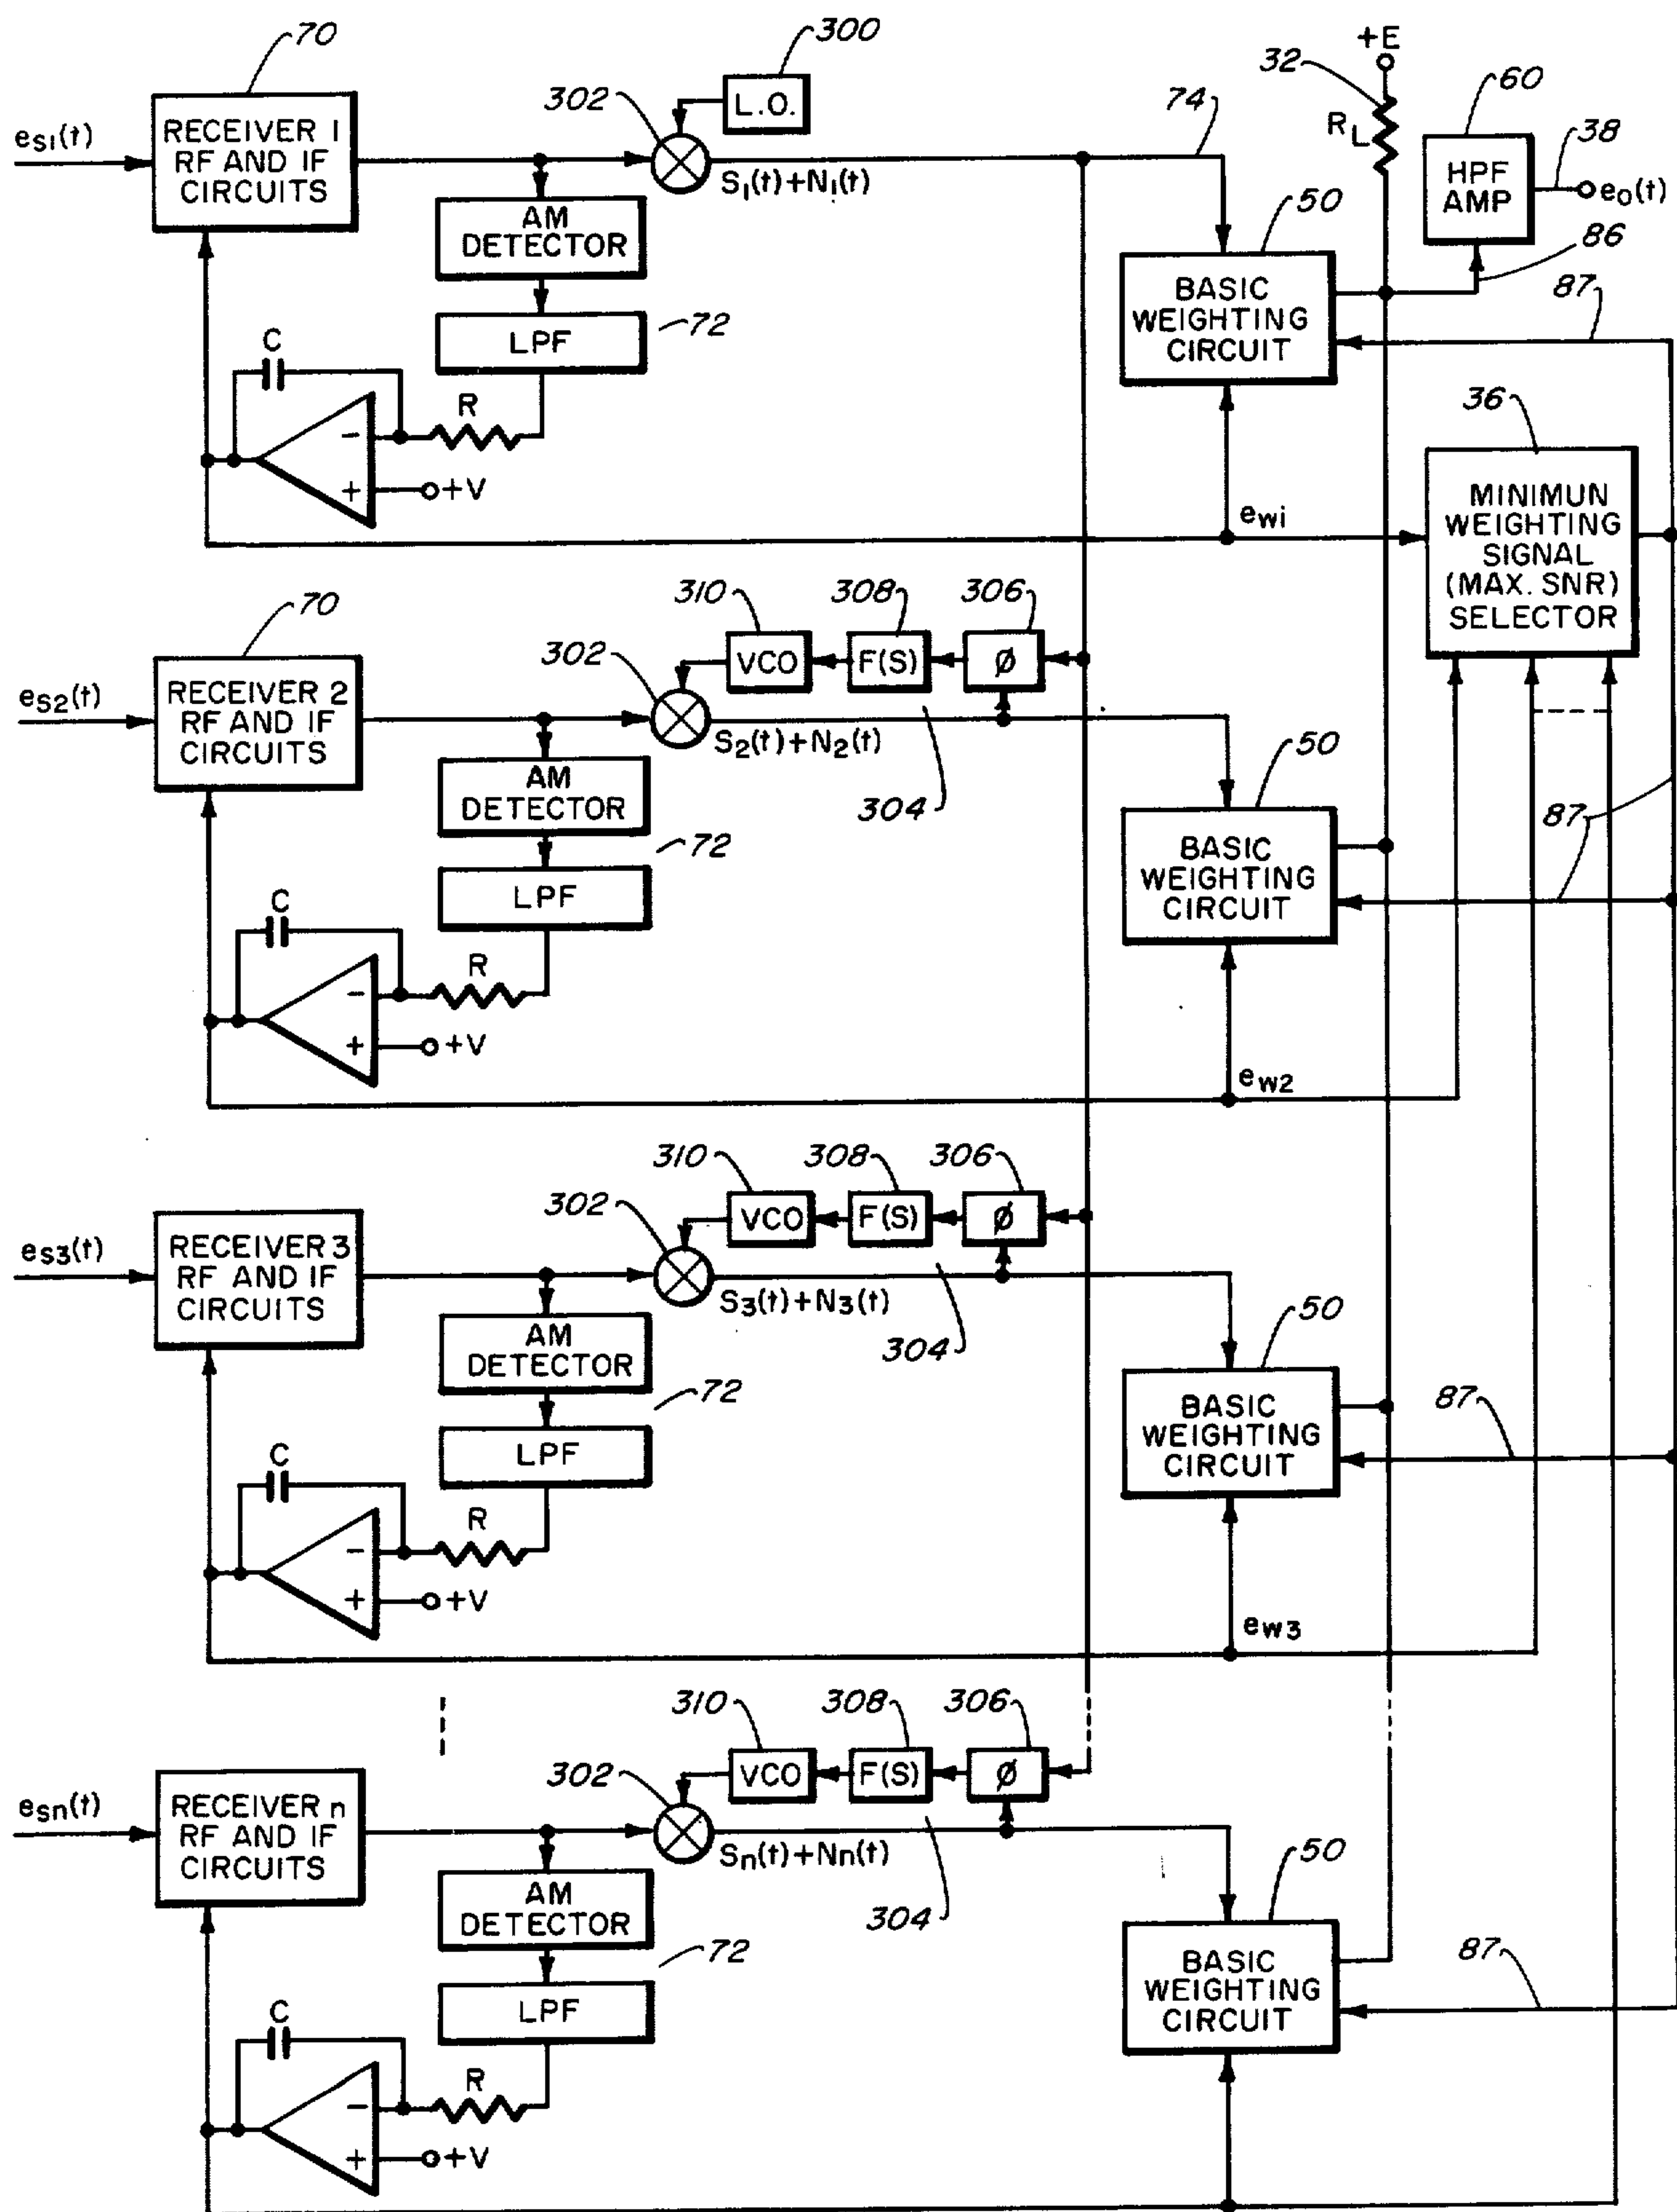 70
300
+E
32
60
302
L.O.
74
38
eS1(t)
RECEIVER 1
RF AND IF
CIRCUITS
RL
HPF
AMP
eo(t)
S1(t)+N1(t)
AM
DETECTOR
50
86
BASIC
WEIGHTING
CIRCUIT
87
LPF
72
C
R
36
-
+
+V
ewi
MINIMUN
WEIGHTING
SIGNAL
(MAX. SNR)
SELECTOR
70
310
308
306
302
VCO
F(S)
Ø
eS2(t)
RECEIVER 2
RF AND IF
CIRCUITS
S2(t)+N2(t)
50
304
AM
DETECTOR
87
72
BASIC
WEIGHTING
CIRCUIT
LPF
C
R
-
+
+V
ew2
310
308
306
302
VCO
F(S)
Ø
eS3(t)
RECEIVER 3
RF AND IF
CIRCUITS
S3(t)+N3(t)
50
304
AM
DETECTOR
72
87
BASIC
WEIGHTING
CIRCUIT
LPF
C
R
-
+
+V
ew3
310
308
306
302
VCO
F(S)
Ø
eSn(t)
RECEIVER n
RF AND IF
CIRCUITS
Sn(t)+Nn(t)
50
304
AM
DETECTOR
72
87
BASIC
WEIGHTING
CIRCUIT
LPF
C
R
-
+
+V